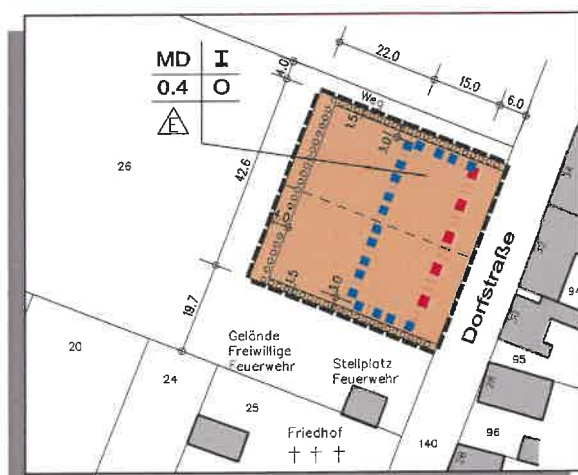 22.0
15.0
6.0
4.0
MD I
0.4 O
E
Weg
1.5
3.0
26
42.6
1.5
3.0
19.7
Dorfstraße
Gelände
Freiwillige
Feuerwehr
Stellplatz
Feuerwehr
20
24
25
Friedhof
94
95
96
140